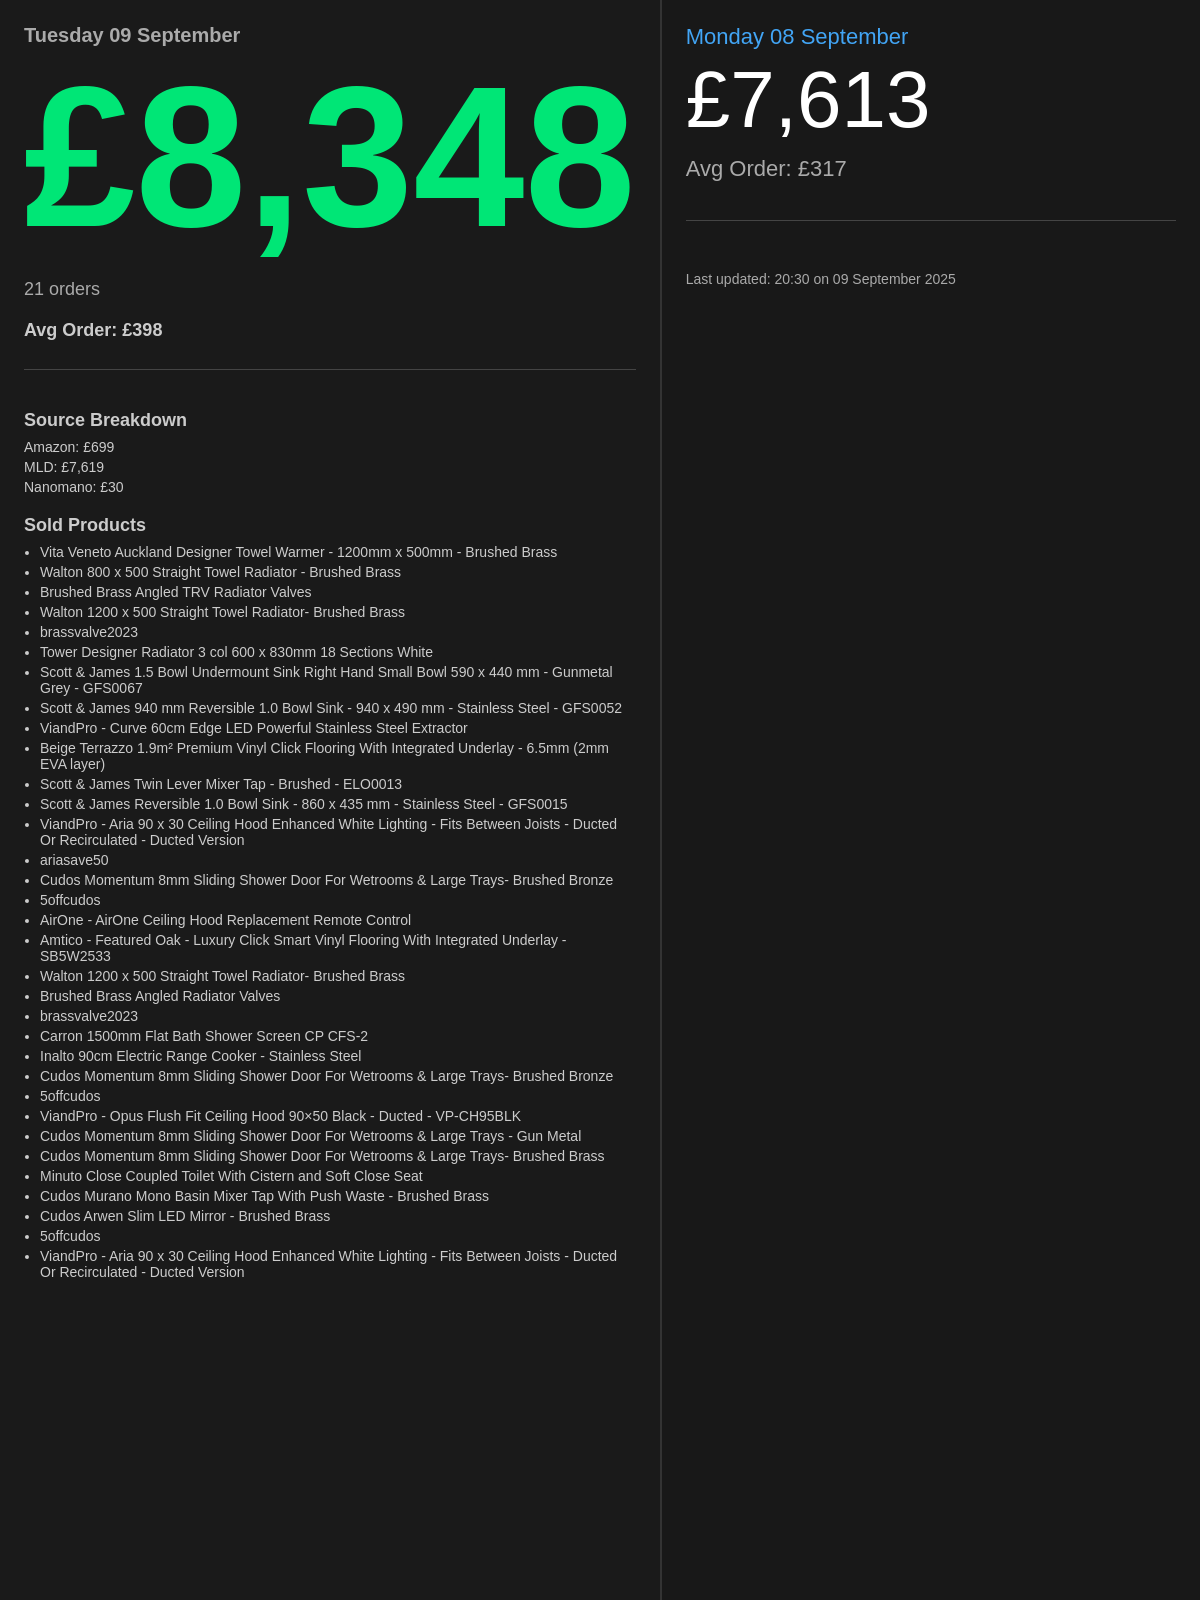 Tuesday 09 September
£8,348
21 orders
Avg Order: £398
Source Breakdown
Amazon: £699
MLD: £7,619
Nanomano: £30
Sold Products
• Vita Veneto Auckland Designer Towel Warmer - 1200mm x 500mm - Brushed Brass
• Walton 800 x 500 Straight Towel Radiator - Brushed Brass
• Brushed Brass Angled TRV Radiator Valves
• Walton 1200 x 500 Straight Towel Radiator- Brushed Brass
• brassvalve2023
• Tower Designer Radiator 3 col 600 x 830mm 18 Sections White
• Scott & James 1.5 Bowl Undermount Sink Right Hand Small Bowl 590 x 440 mm - Gunmetal
Grey - GFS0067
• Scott & James 940 mm Reversible 1.0 Bowl Sink - 940 x 490 mm - Stainless Steel - GFS0052
• ViandPro - Curve 60cm Edge LED Powerful Stainless Steel Extractor
• Beige Terrazzo 1.9m² Premium Vinyl Click Flooring With Integrated Underlay - 6.5mm (2mm
EVA layer)
• Scott & James Twin Lever Mixer Tap - Brushed - ELO0013
• Scott & James Reversible 1.0 Bowl Sink - 860 x 435 mm - Stainless Steel - GFS0015
• ViandPro - Aria 90 x 30 Ceiling Hood Enhanced White Lighting - Fits Between Joists - Ducted
Or Recirculated - Ducted Version
• ariasave50
• Cudos Momentum 8mm Sliding Shower Door For Wetrooms & Large Trays- Brushed Bronze
• 5offcudos
• AirOne - AirOne Ceiling Hood Replacement Remote Control
• Amtico - Featured Oak - Luxury Click Smart Vinyl Flooring With Integrated Underlay -
SB5W2533
• Walton 1200 x 500 Straight Towel Radiator- Brushed Brass
• Brushed Brass Angled Radiator Valves
• brassvalve2023
• Carron 1500mm Flat Bath Shower Screen CP CFS-2
• Inalto 90cm Electric Range Cooker - Stainless Steel
• Cudos Momentum 8mm Sliding Shower Door For Wetrooms & Large Trays- Brushed Bronze
• 5offcudos
• ViandPro - Opus Flush Fit Ceiling Hood 90×50 Black - Ducted - VP-CH95BLK
• Cudos Momentum 8mm Sliding Shower Door For Wetrooms & Large Trays - Gun Metal
• Cudos Momentum 8mm Sliding Shower Door For Wetrooms & Large Trays- Brushed Brass
• Minuto Close Coupled Toilet With Cistern and Soft Close Seat
• Cudos Murano Mono Basin Mixer Tap With Push Waste - Brushed Brass
• Cudos Arwen Slim LED Mirror - Brushed Brass
• 5offcudos
• ViandPro - Aria 90 x 30 Ceiling Hood Enhanced White Lighting - Fits Between Joists - Ducted
Or Recirculated - Ducted Version
Monday 08 September
£7,613
Avg Order: £317
Last updated: 20:30 on 09 September 2025